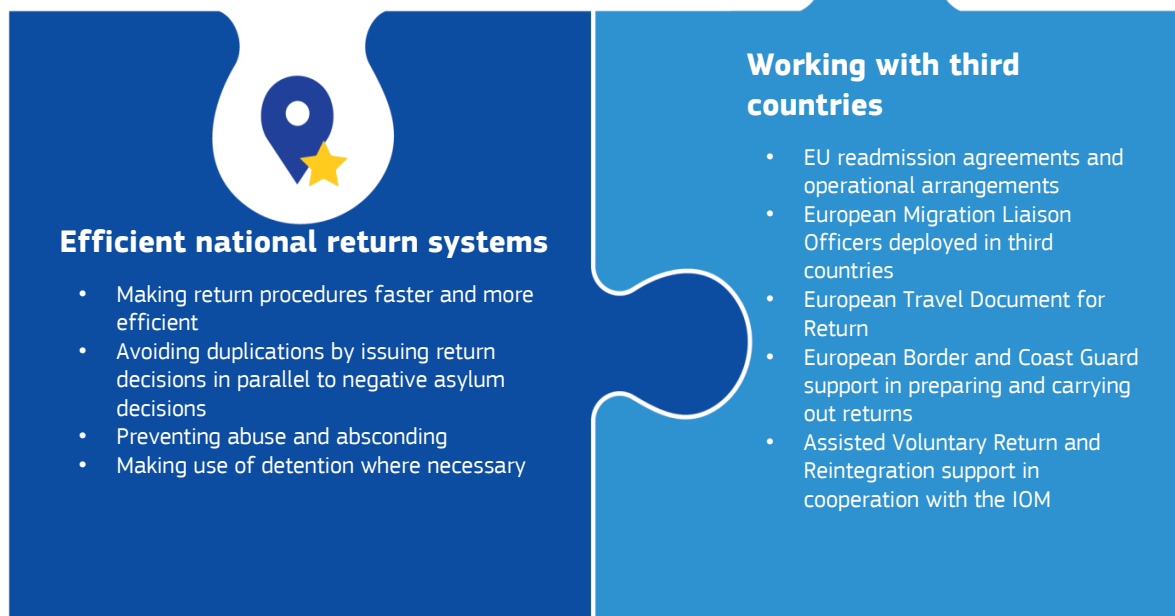 Efficient national return systems
• Making return procedures faster and more
efficient
• Avoiding duplications by issuing return
decisions in parallel to negative asylum
decisions
• Preventing abuse and absconding
• Making use of detention where necessary
Working with third
countries
• EU readmission agreements and
operational arrangements
• European Migration Liaison
Officers deployed in third
countries
• European Travel Document for
Return
• European Border and Coast Guard
support in preparing and carrying
out returns
• Assisted Voluntary Return and
Reintegration support in
cooperation with the IOM